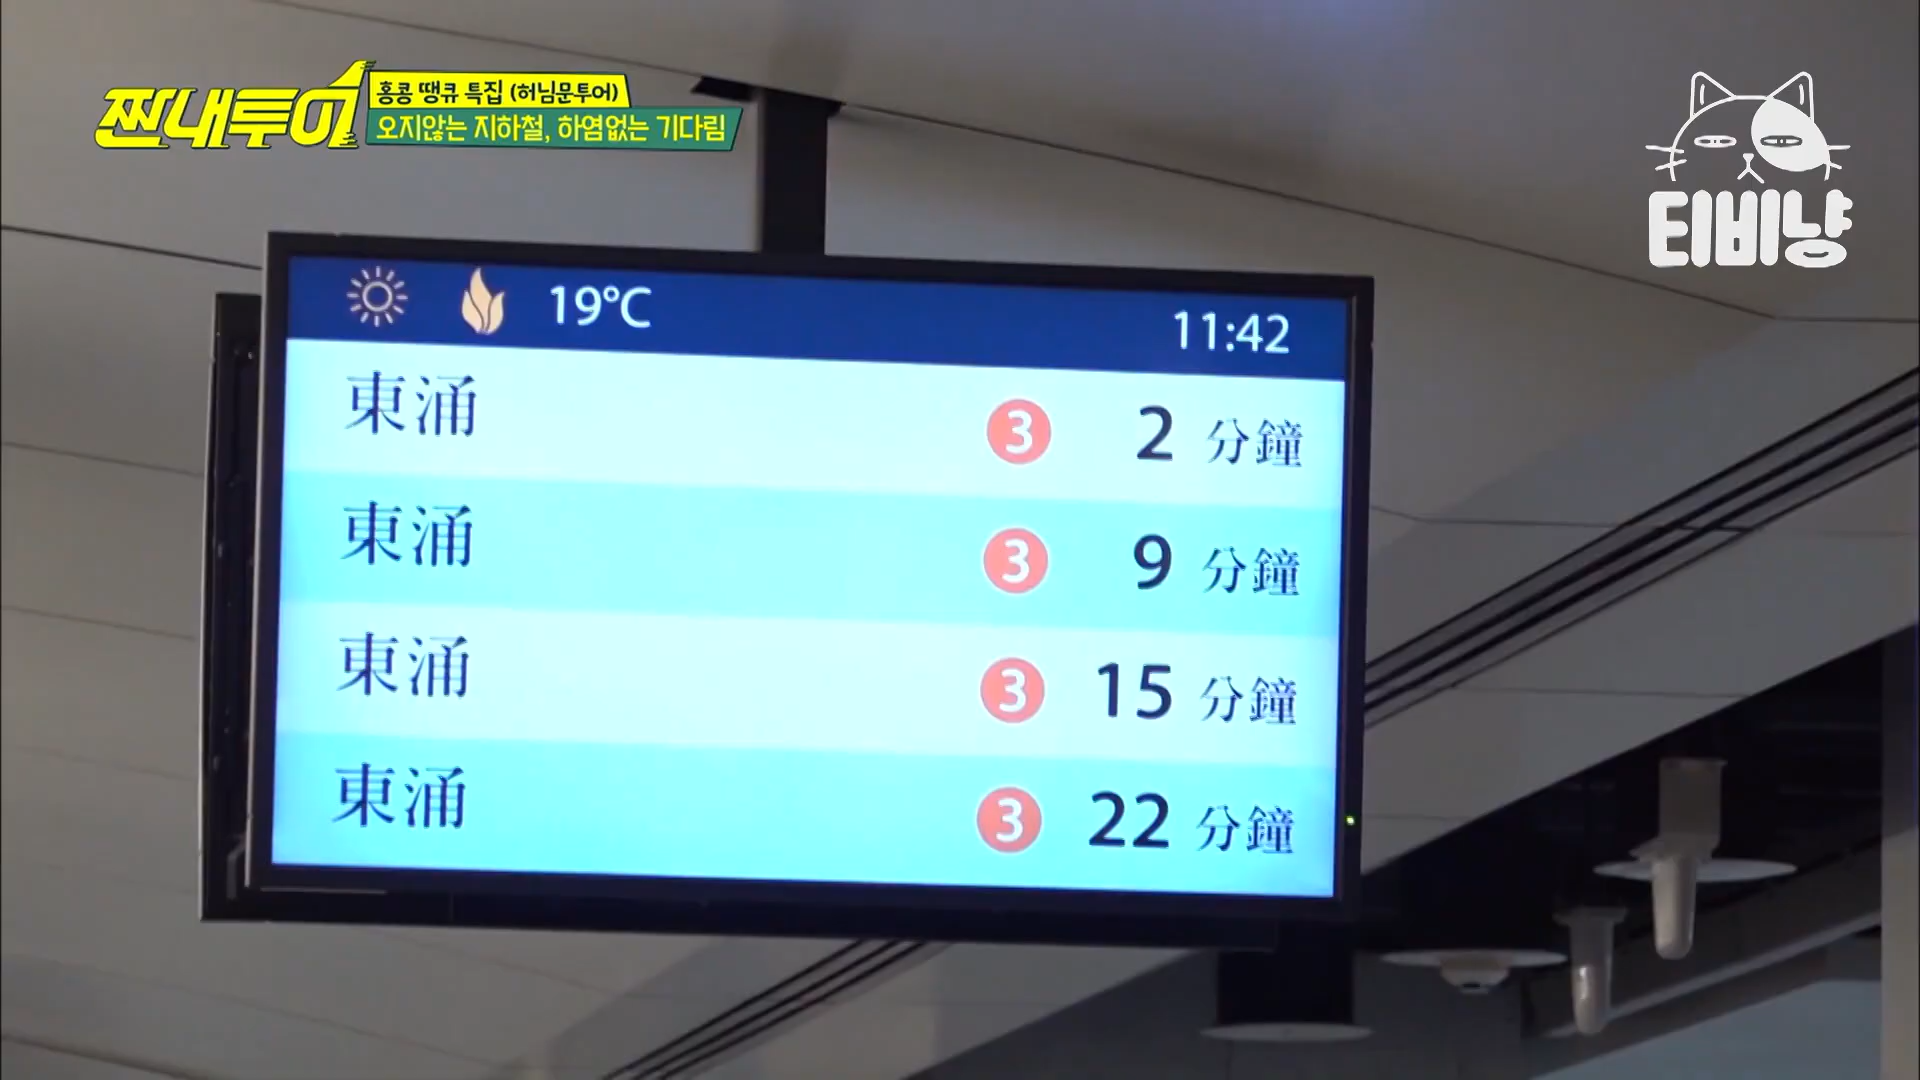 짠내투어
홍콩 땡큐 특집 (허님문투어)
오지않는 지하철, 하염없는 기다림
티비냥
19°C 11:42
東涌 3 2 分鐘
東涌 3 9 分鐘
東涌 3 15 分鐘
東涌 3 22 分鐘